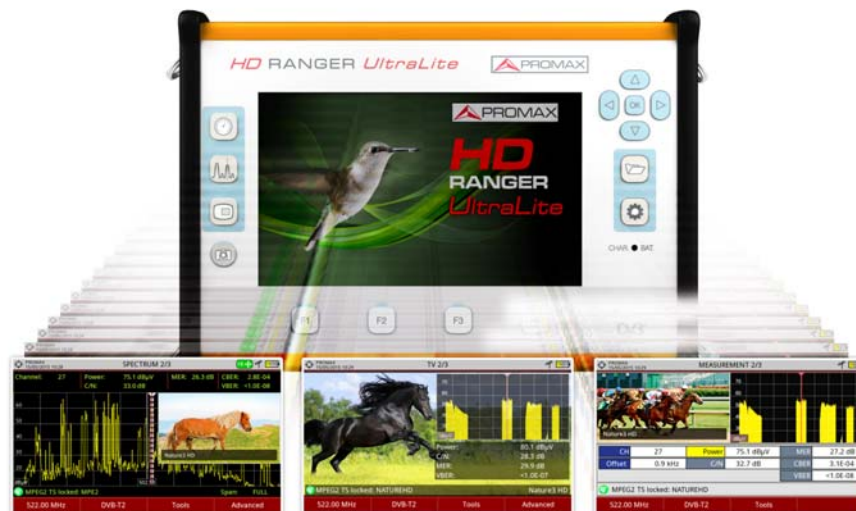 HD RANGER UltraLite
PROMAX
PROMAX
HD
RANGER
UltraLite
OK
CHAR. BAT.
F1 F2 F3
PROMAX
SPECTRUM 2/3
Channel: 27 Power: 75.1 dBµV MER: 26.3 dB CBER: 2.8E-04
C/N: 33.0 dB VBER: <1.0E-08
Nature3 HD
MPEG2 TS locked: MPE2
Span FULL
522.00 MHz DVB-T2 Tools Advanced
PROMAX
TV 2/3
Power: 80.1 dBµV
C/N: 28.3 dB
MER: 29.9 dB
VBER: <1.0E-07
MPEG2 TS locked: NATUREHD Nature3 HD
522.00 MHz DVB-T2 Tools Advanced
PROMAX
MEASUREMENT 2/3
Nature3 HD
CH 27 Power 75.1 dBµV MER 27.2 dB
Offset 0.9 kHz C/N 32.7 dB CBER 3.1E-04
VBER <1.0E-08
MPEG2 TS locked: NATUREHD
522.00 MHz DVB-T2 Tools